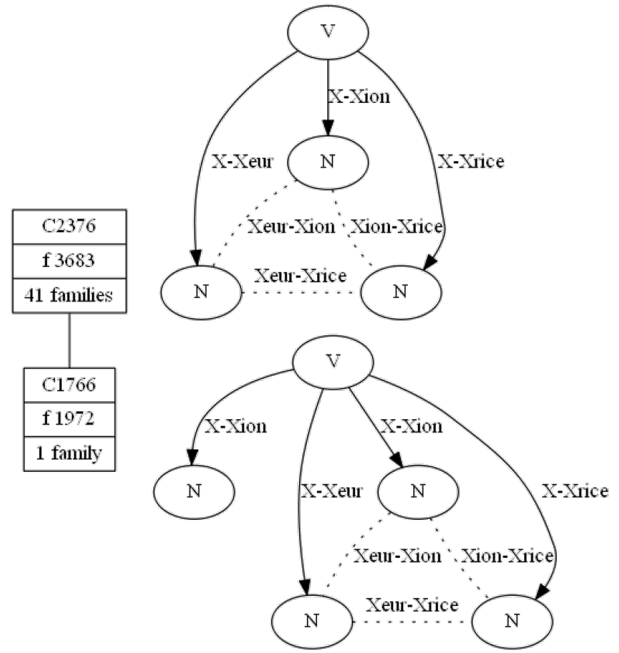 V
X-Xion
X-Xeur
N
X-Xrice
Xeur-Xion
Xion-Xrice
Xeur-Xrice
N
N
C2376
f 3683
41 families
C1766
f 1972
1 family
V
X-Xion
X-Xion
N
X-Xeur
N
X-Xrice
Xeur-Xion
Xion-Xrice
Xeur-Xrice
N
N